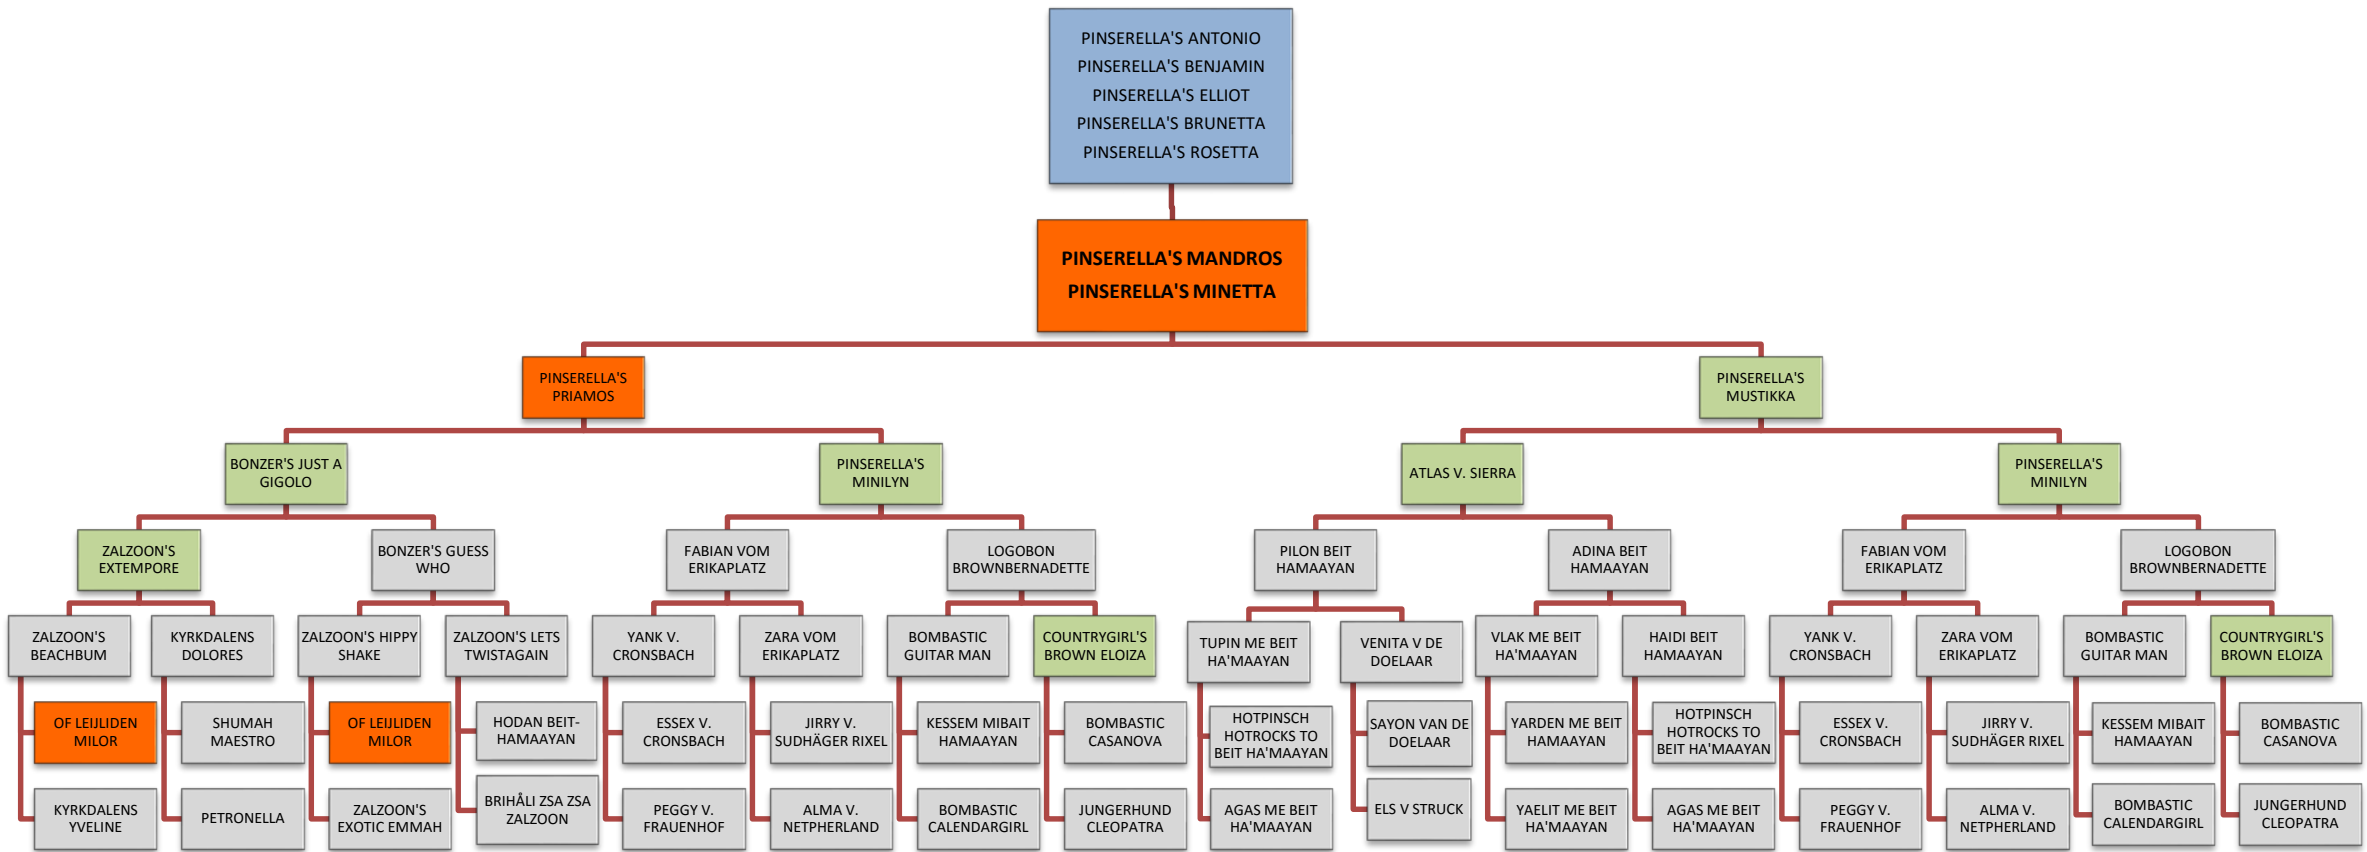 PINSERELLA'S ANTONIO
PINSERELLA'S BENJAMIN
PINSERELLA'S ELLIOT
PINSERELLA'S BRUNETTA
PINSERELLA'S ROSETTA
PINSERELLA'S MANDROS
PINSERELLA'S MINETTA
PINSERELLA'S
PRIAMOS
PINSERELLA'S
MUSTIKKA
BONZER'S JUST A
GIGOLO
PINSERELLA'S
MINILYN
ATLAS V. SIERRA
PINSERELLA'S
MINILYN
ZALZOON'S
EXTEMPORE
BONZER'S GUESS
WHO
FABIAN VOM
ERIKAPLATZ
LOGOBON
BROWNBERNADETTE
PILON BEIT
HAMAAYAN
ADINA BEIT
HAMAAYAN
FABIAN VOM
ERIKAPLATZ
LOGOBON
BROWNBERNADETTE
ZALZOON'S
BEACHBUM
KYRKDALENS
DOLORES
ZALZOON'S HIPPY
SHAKE
ZALZOON'S LETS
TWISTAGAIN
YANK V.
CRONSBACH
ZARA VOM
ERIKAPLATZ
BOMBASTIC
GUITAR MAN
COUNTRYGIRL'S
BROWN ELOIZA
TUPIN ME BEIT
HA'MAAYAN
VENITA V DE
DOELAAR
VLAK ME BEIT
HA'MAAYAN
HAIDI BEIT
HAMAAYAN
YANK V.
CRONSBACH
ZARA VOM
ERIKAPLATZ
BOMBASTIC
GUITAR MAN
COUNTRYGIRL'S
BROWN ELOIZA
OF LEIJLIDEN
MILOR
SHUMAH
MAESTRO
OF LEIJLIDEN
MILOR
HODAN BEIT-
HAMAAYAN
ESSEX V.
CRONSBACH
JIRRY V.
SUDHÄGER RIXEL
KESSEM MIBAIT
HAMAAYAN
BOMBASTIC
CASANOVA
HOTPINSCH
HOTROCKS TO
BEIT HA'MAAYAN
SAYON VAN DE
DOELAAR
YARDEN ME BEIT
HAMAAYAN
HOTPINSCH
HOTROCKS TO
BEIT HA'MAAYAN
ESSEX V.
CRONSBACH
JIRRY V.
SUDHÄGER RIXEL
KESSEM MIBAIT
HAMAAYAN
BOMBASTIC
CASANOVA
KYRKDALENS
YVELINE
PETRONELLA
ZALZOON'S
EXOTIC EMMAH
BRIHÅLI ZSA ZSA
ZALZOON
PEGGY V.
FRAUENHOF
ALMA V.
NETPHERLAND
BOMBASTIC
CALENDARGIRL
JUNGERHUND
CLEOPATRA
AGAS ME BEIT
HA'MAAYAN
ELS V STRUCK
YAELIT ME BEIT
HA'MAAYAN
AGAS ME BEIT
HA'MAAYAN
PEGGY V.
FRAUENHOF
ALMA V.
NETPHERLAND
BOMBASTIC
CALENDARGIRL
JUNGERHUND
CLEOPATRA